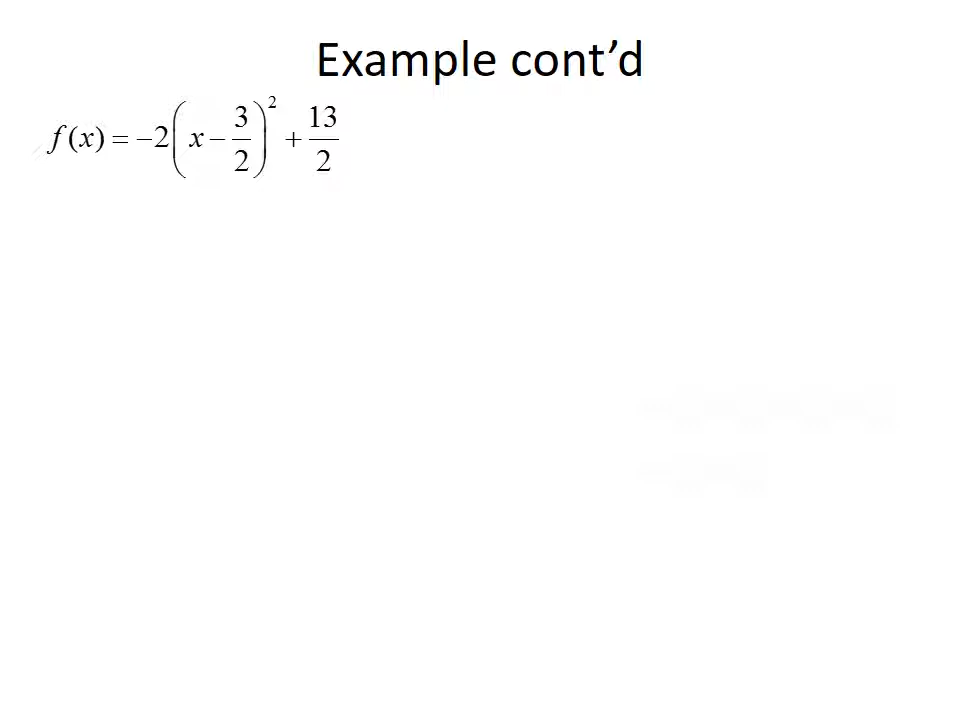 Example cont’d
f(x) = −2(x − 3/2)² + 13/2